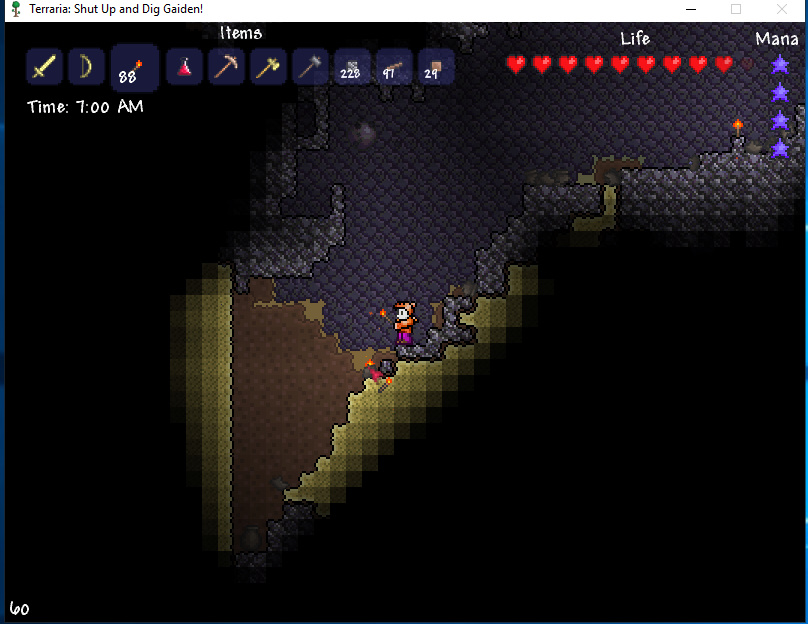 Terraria: Shut Up and Dig Gaiden!
Items
Life
Mana
88
228
97
29
Time: 7:00 AM
60